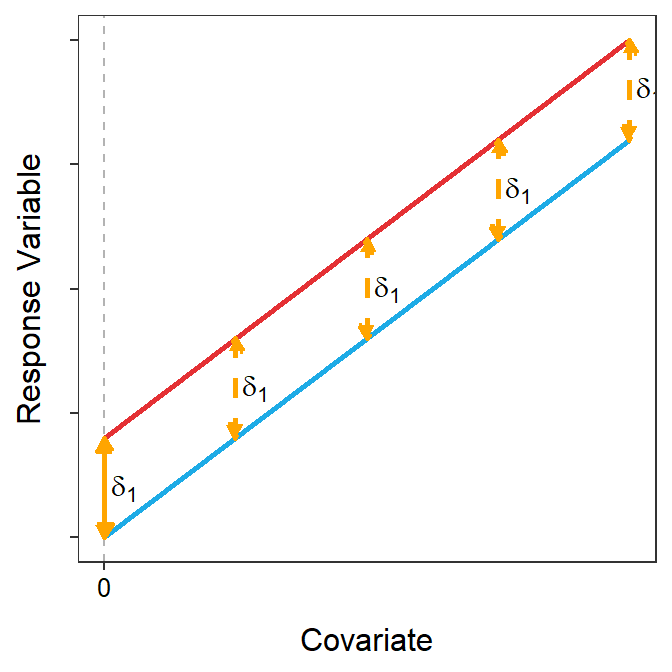 δ
δ₁
δ₁
δ₁
δ₁
Response Variable
0
Covariate